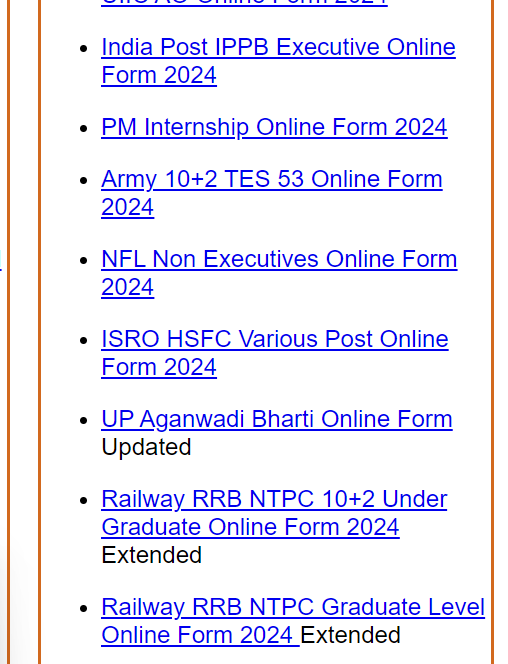 India Post IPPB Executive Online
Form 2024
PM Internship Online Form 2024
Army 10+2 TES 53 Online Form
2024
NFL Non Executives Online Form
2024
ISRO HSFC Various Post Online
Form 2024
UP Aganwadi Bharti Online Form
Updated
Railway RRB NTPC 10+2 Under
Graduate Online Form 2024
Extended
Railway RRB NTPC Graduate Level
Online Form 2024 Extended